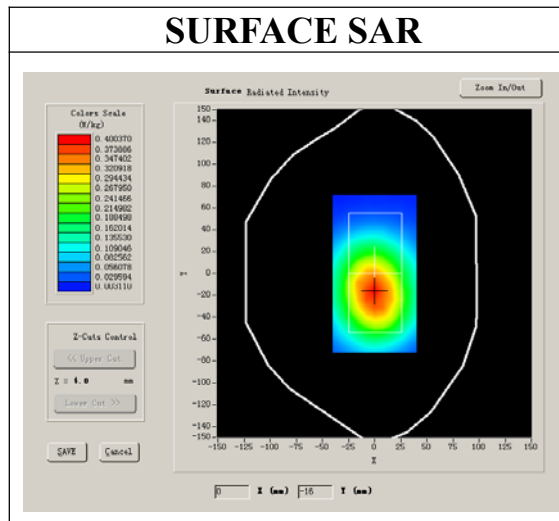 SURFACE SAR
Surface Radiated Intensity
Zoom In/Out
Colors Scale
(W/kg)
0.400370
0.373886
0.347402
0.320918
0.294434
0.267950
0.241466
0.214982
0.188498
0.162014
0.135530
0.109046
0.082562
0.056078
0.029594
0.003110
150
140
120
100
80
60
40
20
0
-20
-40
-60
-80
-100
-120
-140
-150
Y
-150 -125 -100 -75 -50 -25 0 25 50 75 100 125 150
X
Z-Cuts Control
<< Upper Cut
Z = 4.0 mm
Lower Cut >>
SAVE Cancel
0 X (mm) -16 Y (mm)